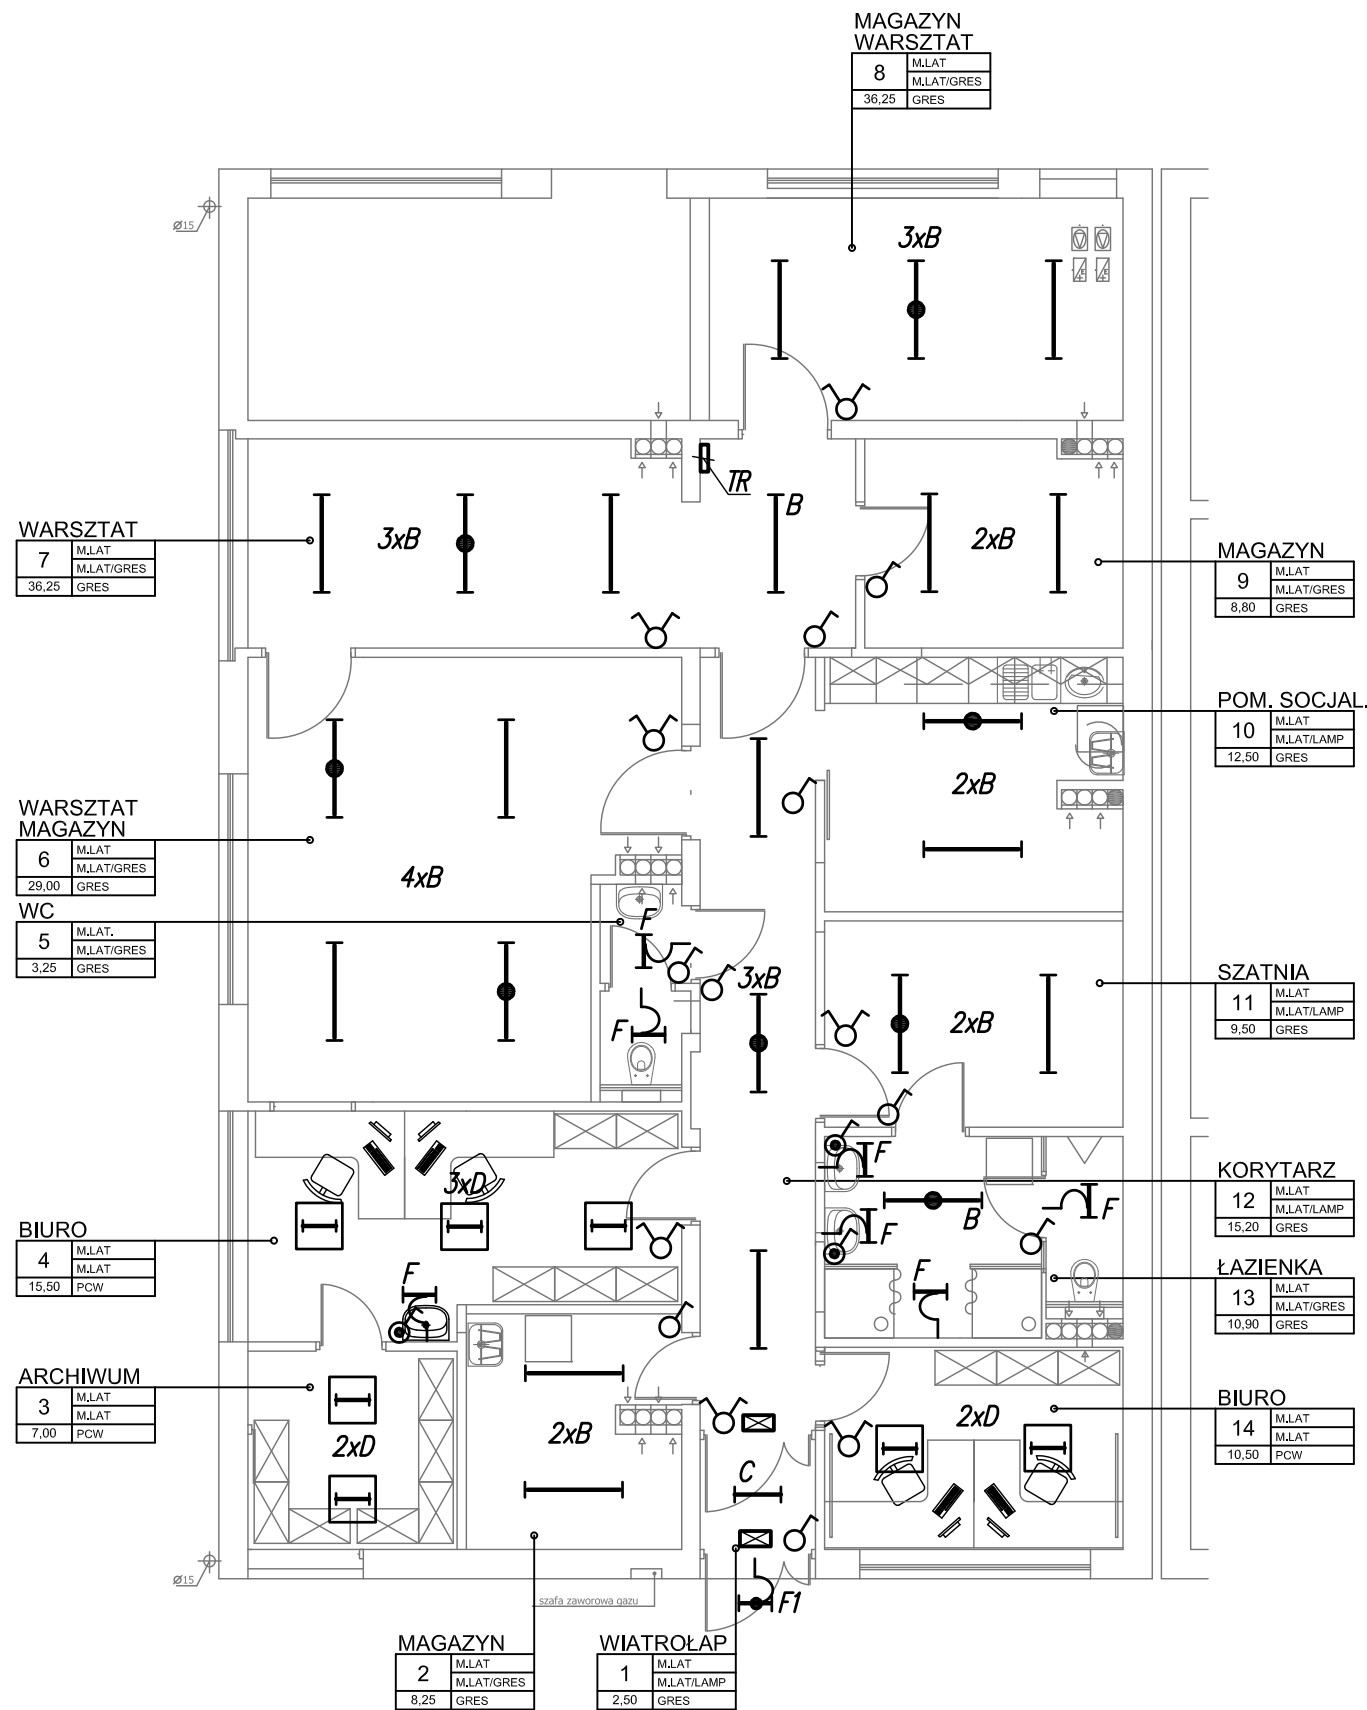 MAGAZYN
WARSZTAT
8
M.LAT
M.LAT/GRES
36,25
GRES
Ø15
3xB
TR
B
WARSZTAT
7
M.LAT
M.LAT/GRES
36,25
GRES
3xB
2xB
MAGAZYN
9
M.LAT
M.LAT/GRES
8,80
GRES
POM. SOCJAL.
10
M.LAT
M.LAT/LAMP
12,50
GRES
2xB
WARSZTAT
MAGAZYN
6
M.LAT
M.LAT/GRES
29,00
GRES
4xB
WC
5
M.LAT.
M.LAT/GRES
3,25
GRES
F
F
3xB
SZATNIA
11
M.LAT
M.LAT/LAMP
9,50
GRES
2xB
KORYTARZ
12
M.LAT
M.LAT/LAMP
15,20
GRES
F
F
B
F
F
BIURO
4
M.LAT
M.LAT
15,50
PCW
3xD
F
ŁAZIENKA
13
M.LAT
M.LAT/GRES
10,90
GRES
ARCHIWUM
3
M.LAT
M.LAT
7,00
PCW
2xD
2xB
2xD
BIURO
14
M.LAT
M.LAT
10,50
PCW
C
Ø15
szafa zaworowa gazu
F1
MAGAZYN
2
M.LAT
M.LAT/GRES
8,25
GRES
WIATROŁAP
1
M.LAT
M.LAT/LAMP
2,50
GRES